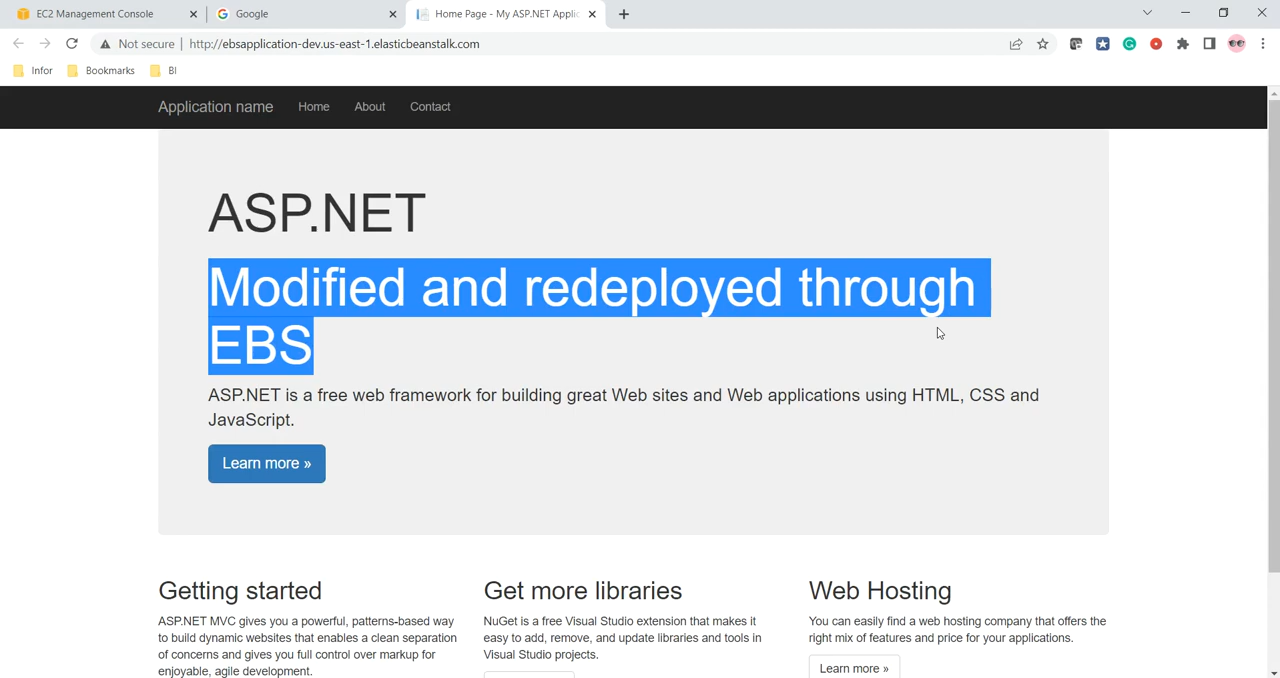 EC2 Management Console
Google
Home Page - My ASP.NET Applic
Not secure | http://ebsapplication-dev.us-east-1.elasticbeanstalk.com
Infor
Bookmarks
BI
Application name
Home
About
Contact
ASP.NET
Modified and redeployed through
EBS
ASP.NET is a free web framework for building great Web sites and Web applications using HTML, CSS and
JavaScript.
Learn more »
Getting started
ASP.NET MVC gives you a powerful, patterns-based way
to build dynamic websites that enables a clean separation
of concerns and gives you full control over markup for
enjoyable, agile development.
Get more libraries
NuGet is a free Visual Studio extension that makes it
easy to add, remove, and update libraries and tools in
Visual Studio projects.
Web Hosting
You can easily find a web hosting company that offers the
right mix of features and price for your applications.
Learn more »